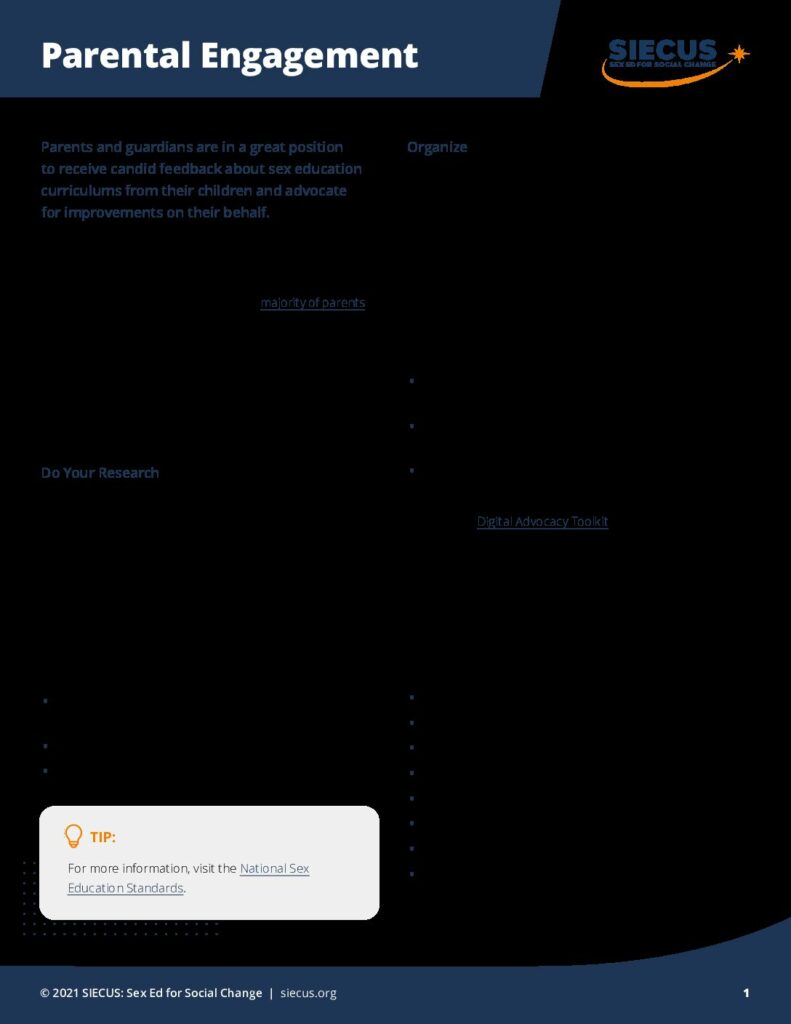 Parental Engagement
SIECUS
SEX ED FOR SOCIAL CHANGE
Parents and guardians are in a great position
to receive candid feedback about sex education
curriculums from their children and advocate
for improvements on their behalf.
majority of parents
Do Your Research
TIP:
For more information, visit the National Sex
Education Standards.
Organize
Digital Advocacy Toolkit
© 2021 SIECUS: Sex Ed for Social Change | siecus.org
1